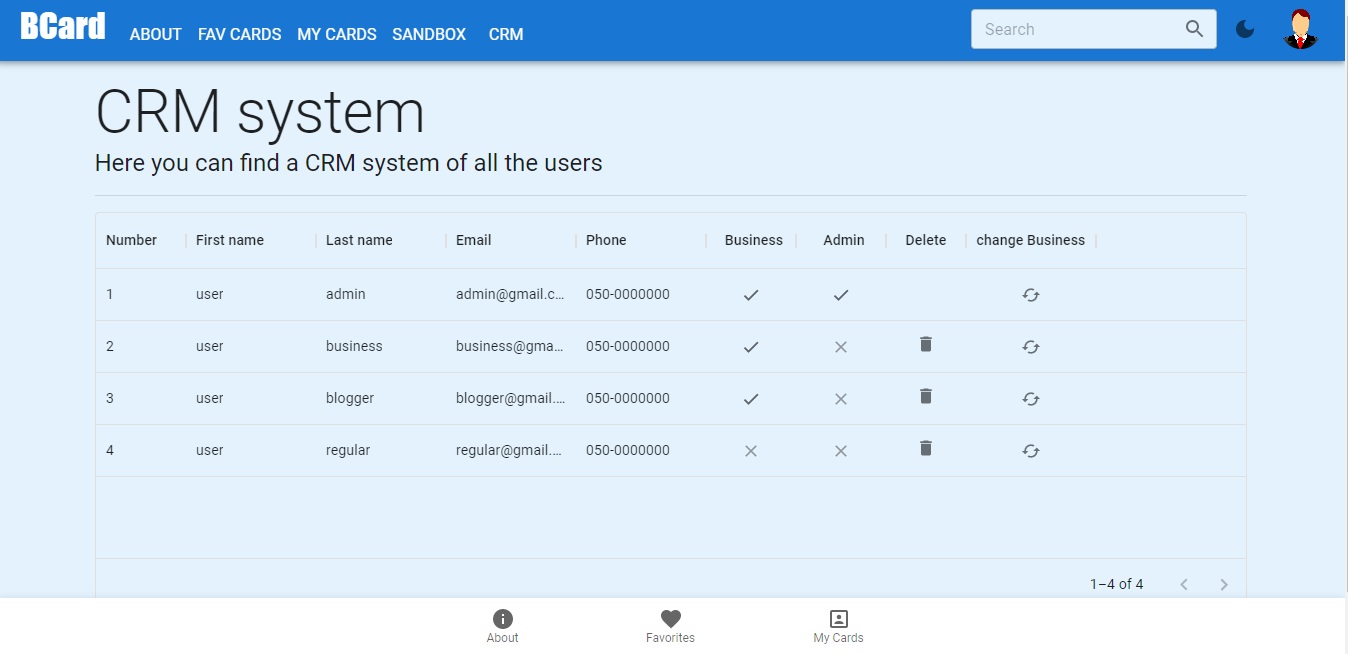 BCard ABOUT FAV CARDS MY CARDS SANDBOX CRM Search
CRM system
Here you can find a CRM system of all the users
Number First name Last name Email Phone Business Admin Delete change Business
1 user admin admin@gmail.c... 050-0000000
2 user business business@gma... 050-0000000
3 user blogger blogger@gmail.... 050-0000000
4 user regular regular@gmail.... 050-0000000
1–4 of 4
About Favorites My Cards